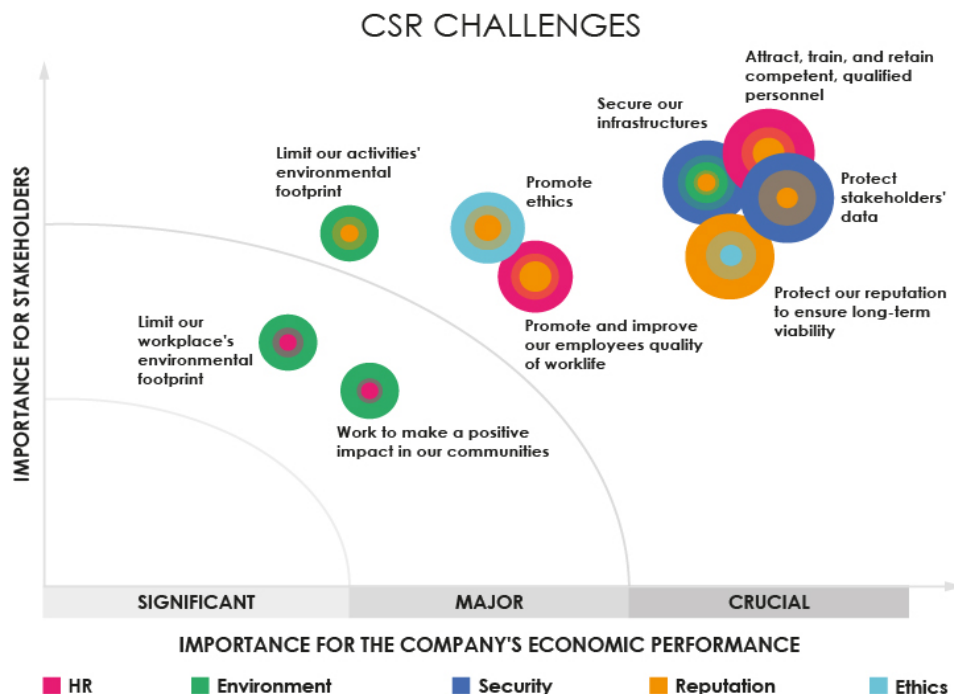 CSR CHALLENGES
Attract, train, and retain
competent, qualified
personnel
Secure our
infrastructures
Limit our activities'
environmental
footprint
Promote
ethics
Protect
stakeholders'
data
Protect our reputation
to ensure long-term
viability
Promote and improve
our employees quality
of worklife
Limit our
workplace's
environmental
footprint
Work to make a positive
impact in our communities
IMPORTANCE FOR STAKEHOLDERS
SIGNIFICANT
MAJOR
CRUCIAL
IMPORTANCE FOR THE COMPANY'S ECONOMIC PERFORMANCE
HR
Environment
Security
Reputation
Ethics